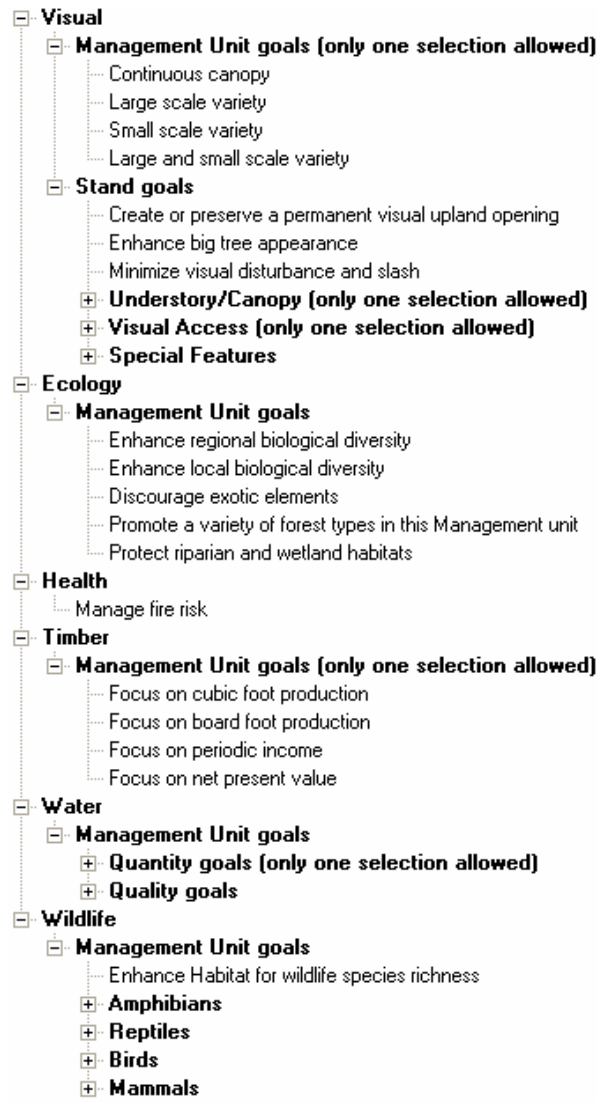 Visual
Management Unit goals (only one selection allowed)
Continuous canopy
Large scale variety
Small scale variety
Large and small scale variety
Stand goals
Create or preserve a permanent visual upland opening
Enhance big tree appearance
Minimize visual disturbance and slash
Understory/Canopy (only one selection allowed)
Visual Access (only one selection allowed)
Special Features
Ecology
Management Unit goals
Enhance regional biological diversity
Enhance local biological diversity
Discourage exotic elements
Promote a variety of forest types in this Management unit
Protect riparian and wetland habitats
Health
Manage fire risk
Timber
Management Unit goals (only one selection allowed)
Focus on cubic foot production
Focus on board foot production
Focus on periodic income
Focus on net present value
Water
Management Unit goals
Quantity goals (only one selection allowed)
Quality goals
Wildlife
Management Unit goals
Enhance Habitat for wildlife species richness
Amphibians
Reptiles
Birds
Mammals